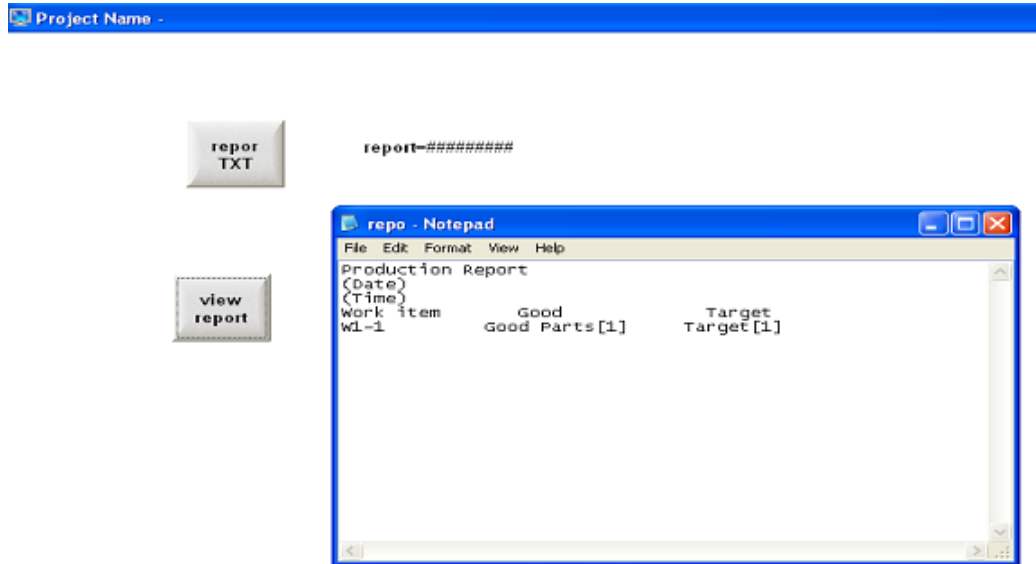 Project Name -
repor
TXT
report=#########
repo - Notepad
File Edit Format View Help
Production Report
(Date)
(Time)
Work item Good Target
W1-1 Good Parts[1] Target[1]
view
report